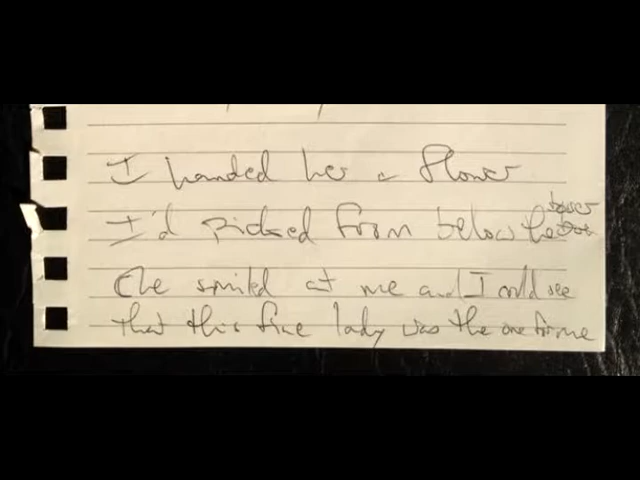 I handed her a flower
I'd picked from below the bower
She smiled at me and I could see
that this fine lady was the one for me